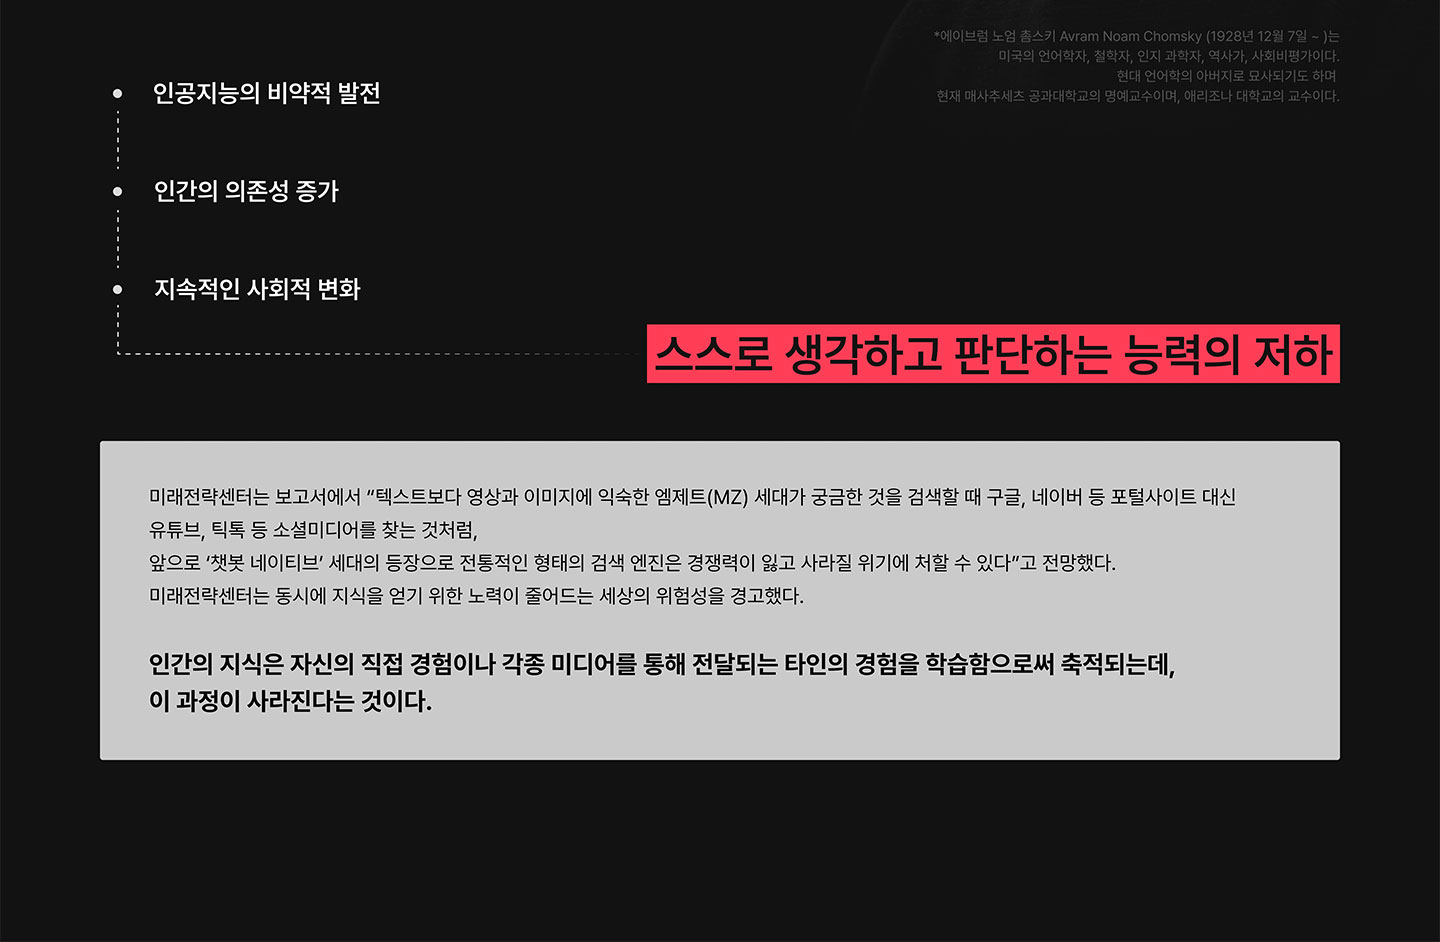 *에이브럼 노엄 촘스키 Avram Noam Chomsky (1928년 12월 7일 ~ )는
미국의 언어학자, 철학자, 인지 과학자, 역사가, 사회비평가이다.
현대 언어학의 아버지로 묘사되기도 하며
현재 매사추세츠 공과대학교의 명예교수이며, 애리조나 대학교의 교수이다.
인공지능의 비약적 발전
인간의 의존성 증가
지속적인 사회적 변화
스스로 생각하고 판단하는 능력의 저하
미래전략센터는 보고서에서 “텍스트보다 영상과 이미지에 익숙한 엠제트(MZ) 세대가 궁금한 것을 검색할 때 구글, 네이버 등 포털사이트 대신
유튜브, 틱톡 등 소셜미디어를 찾는 것처럼,
앞으로 ‘챗봇 네이티브’ 세대의 등장으로 전통적인 형태의 검색 엔진은 경쟁력이 잃고 사라질 위기에 처할 수 있다”고 전망했다.
미래전략센터는 동시에 지식을 얻기 위한 노력이 줄어드는 세상의 위험성을 경고했다.
인간의 지식은 자신의 직접 경험이나 각종 미디어를 통해 전달되는 타인의 경험을 학습함으로써 축적되는데,
이 과정이 사라진다는 것이다.